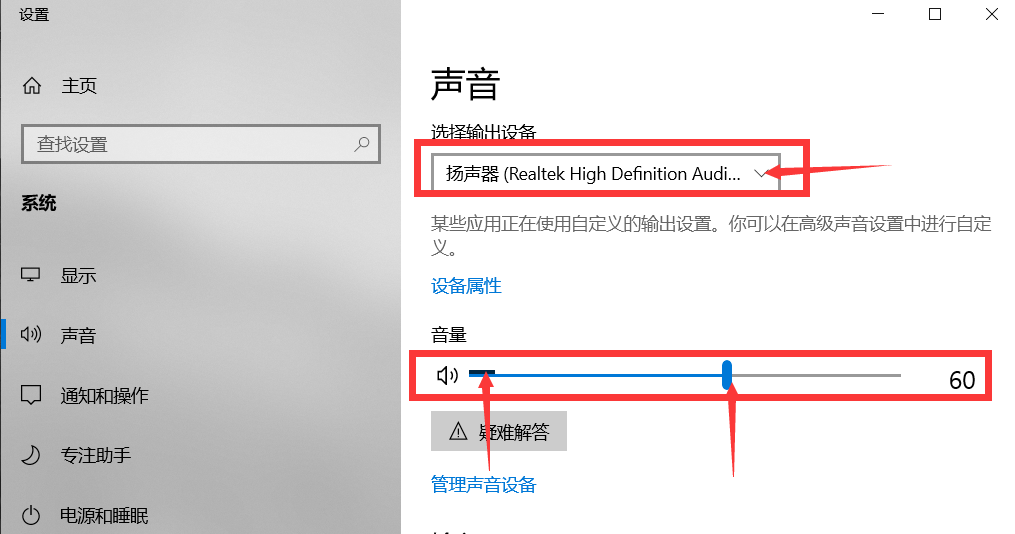 设置
主页
查找设置
系统
显示
声音
通知和操作
专注助手
电源和睡眠
声音
选择输出设备
扬声器 (Realtek High Definition Audi...
某些应用正在使用自定义的输出设置。你可以在高级声音设置中进行自定
义。
设备属性
音量
60
疑难解答
管理声音设备